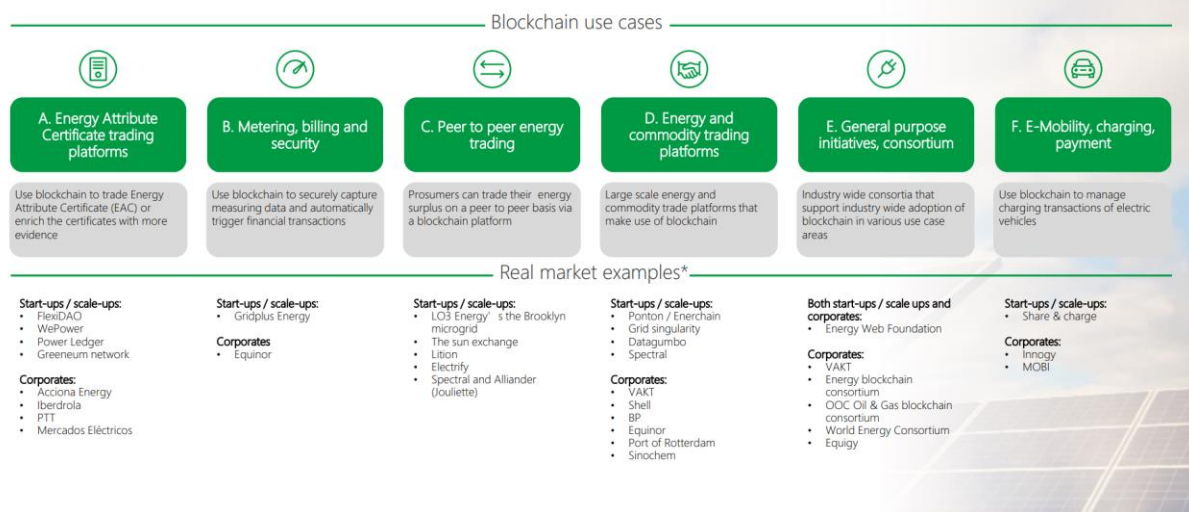 Blockchain use cases
A. Energy Attribute
Certificate trading
platforms
B. Metering, billing and
security
C. Peer to peer energy
trading
D. Energy and
commodity trading
platforms
E. General purpose
initiatives, consortium
F. E-Mobility, charging,
payment
Use blockchain to trade Energy
Attribute Certificate (EAC) or
enrich the certificates with more
evidence
Use blockchain to securely capture
measuring data and automatically
trigger financial transactions
Prosumers can trade their energy
surplus on a peer to peer basis via
a blockchain platform
Large scale energy and
commodity trade platforms that
make use of blockchain
Industry wide consortia that
support industry wide adoption of
blockchain in various use case
areas
Use blockchain to manage
charging transactions of electric
vehicles
Real market examples*
Start-ups / scale-ups:
• FlexiDAO
• WePower
• Power Ledger
• Greeneum network
Corporates:
• Acciona Energy
• Iberdrola
• PTT
• Mercados Eléctricos
Start-ups / scale-ups:
• Gridplus Energy
Corporates
• Equinor
Start-ups / scale-ups:
• LO3 Energy's the Brooklyn
microgrid
• The sun exchange
• Lition
• Electrify
• Spectral and Alliander
(Jouliette)
Start-ups / scale-ups:
• Ponton / Enerchain
• Grid singularity
• Datagumbo
• Spectral
Corporates:
• VAKT
• Shell
• BP
• Equinor
• Port of Rotterdam
• Sinochem
Both start-ups / scale ups and
corporates:
• Energy Web Foundation
Corporates:
• VAKT
• Energy blockchain
consortium
• OOC Oil & Gas blockchain
consortium
• World Energy Consortium
• Equigy
Start-ups / scale-ups:
• Share & charge
Corporates:
• Innogy
• MOBI